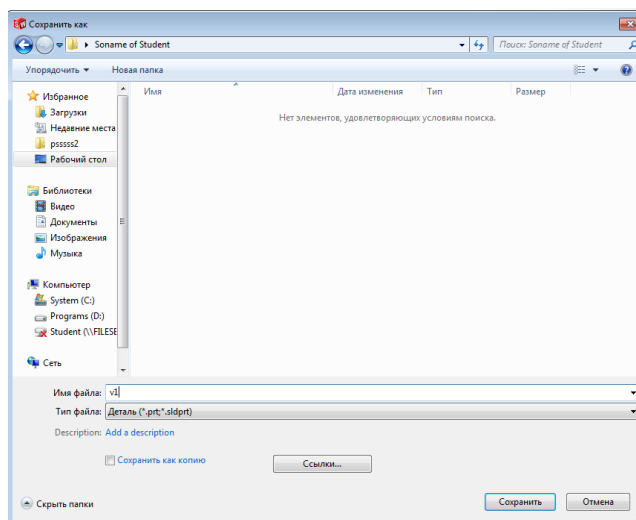 Сохранить как
Soname of Student
Поиск: Soname of Student
Упорядочить
Новая папка
Имя
Дата изменения
Тип
Размер
Нет элементов, удовлетворяющих условиям поиска.
Избранное
Загрузки
Недавние места
psssss2
Рабочий стол
Библиотеки
Видео
Документы
Изображения
Музыка
Компьютер
System (C:)
Programs (D:)
Student (\\FILESE
Сеть
Имя файла: v1
Тип файла: Деталь (*.prt;*.sldprt)
Description: Add a description
Сохранить как копию
Ссылки...
Скрыть папки
Сохранить
Отмена